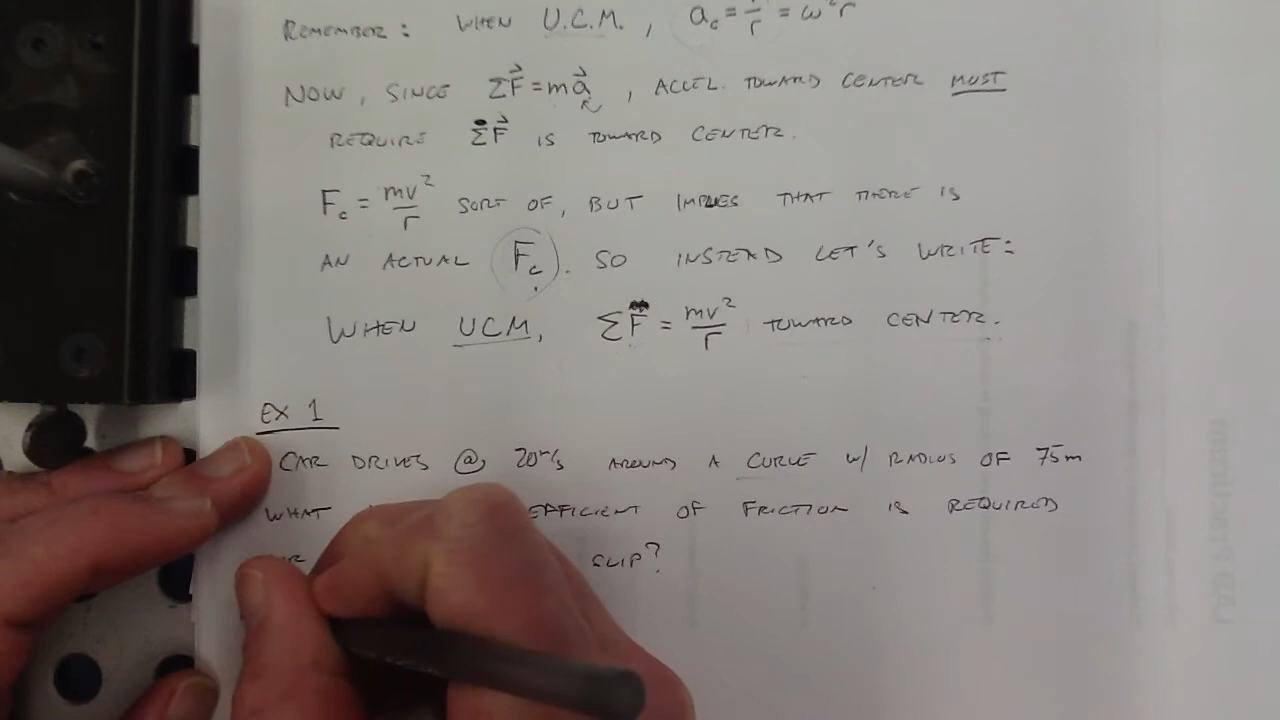 REMEMBER: WHEN U.C.M., a_c = = ω²r
NOW, SINCE ΣF⃗ = ma⃗, ACCEL. TOWARD CENTER MUST
REQUIRE ΣF⃗ IS TOWARD CENTER.
F_c = mv²/r SORT OF, BUT IMPLIES THAT THERE IS
AN ACTUAL F_c. SO INSTEAD LET'S WRITE:
WHEN UCM, ΣF = mv²/r TOWARD CENTER.
EX 1
CAR DRIVES @ 20 m/s AROUND A CURVE W/ RADIUS OF 75m
WHAT EFFICIENT OF FRICTION IS REQUIRED
SLIP?